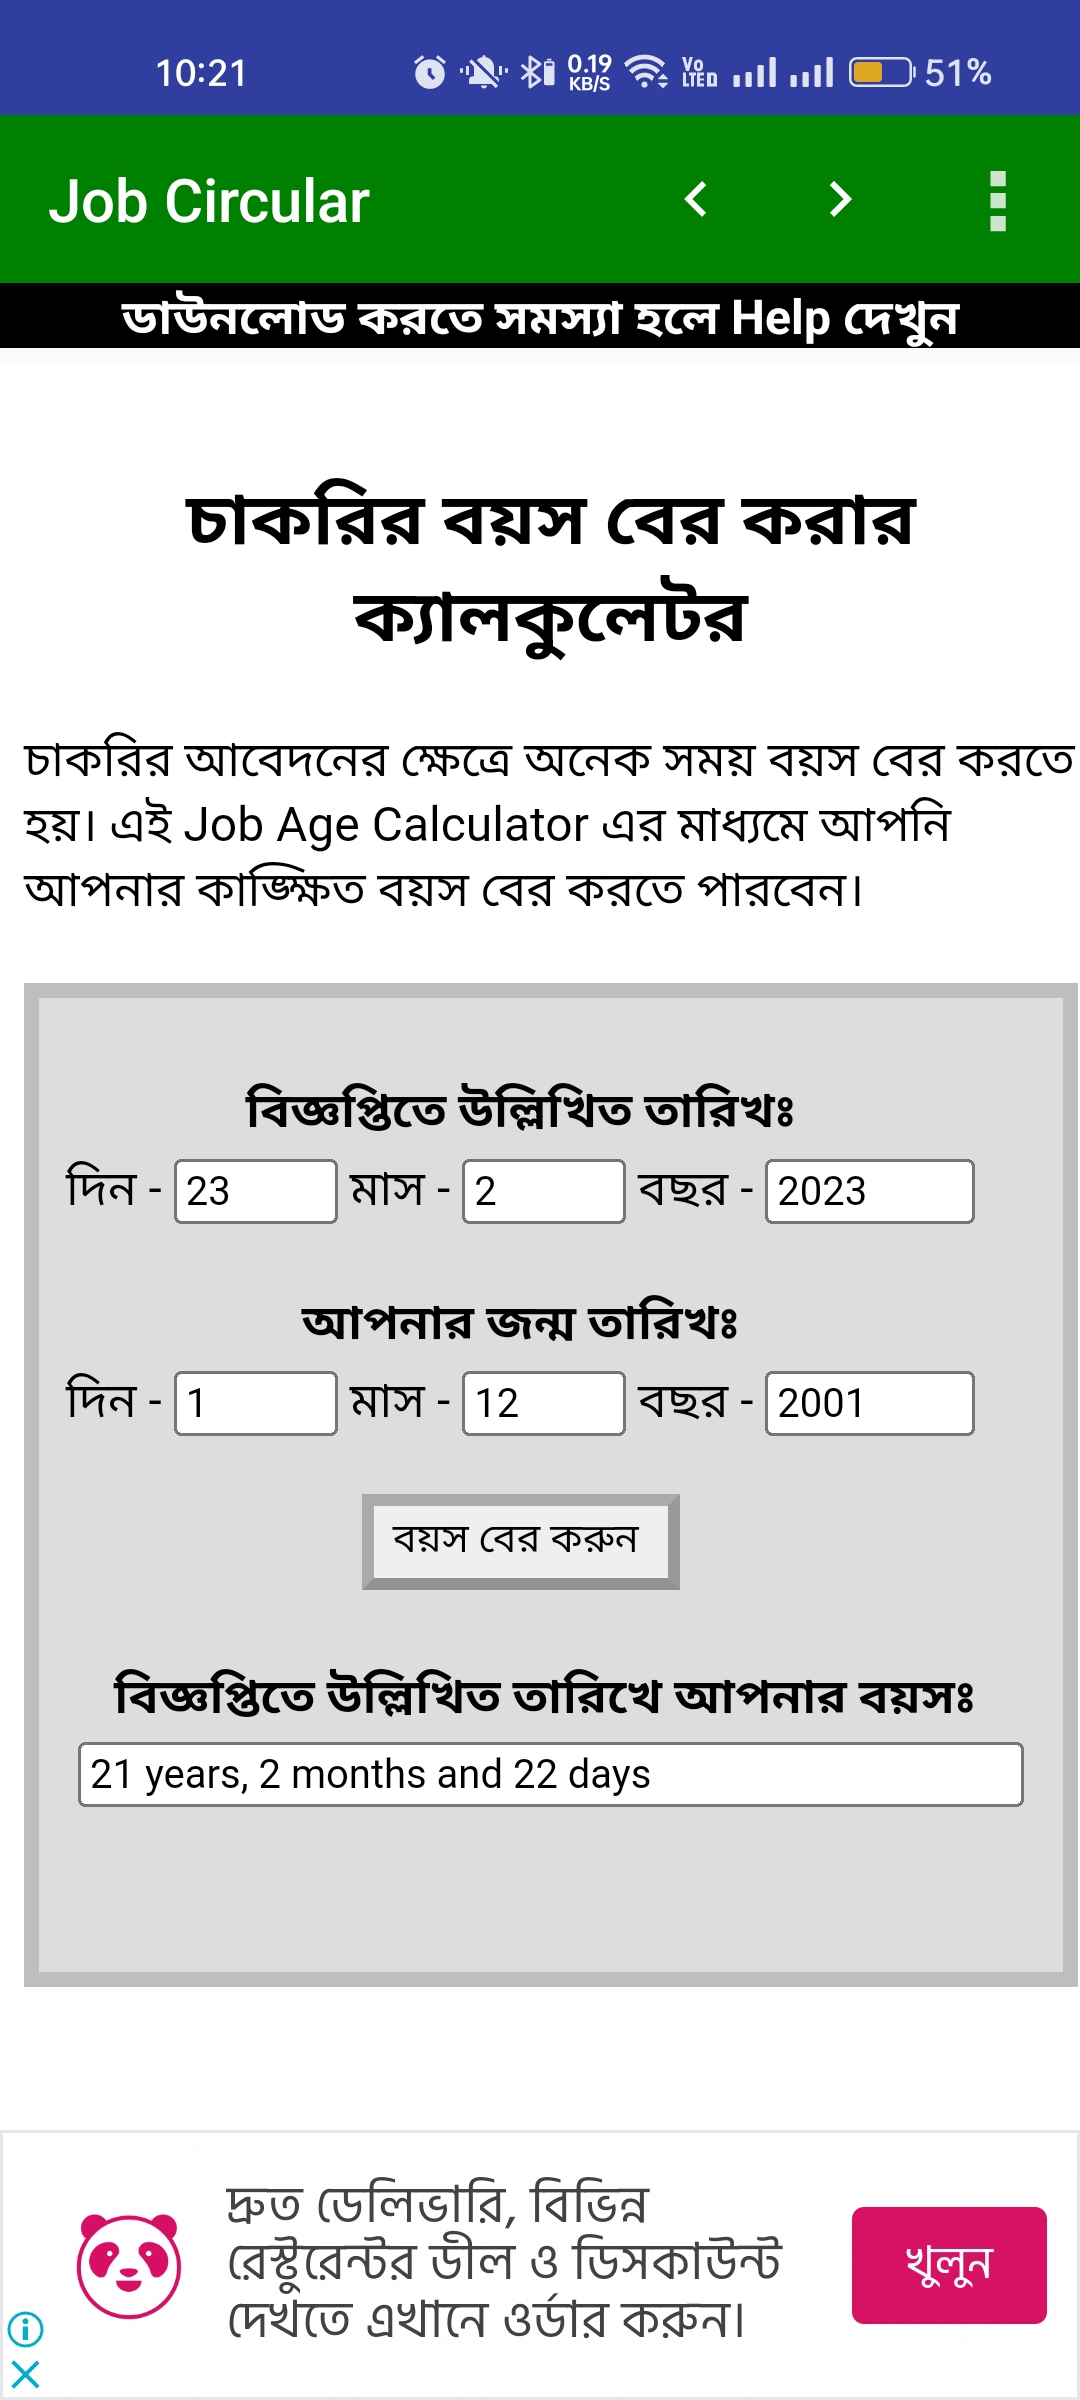 10:21 0.19 KB/S Vo LTED 51%
Job Circular
ডাউনলোড করতে সমস্যা হলে Help দেখুন
চাকরির বয়স বের করার
ক্যালকুলেটর
চাকরির আবেদনের ক্ষেত্রে অনেক সময় বয়স বের করতে
হয়। এই Job Age Calculator এর মাধ্যমে আপনি
আপনার কাঙ্ক্ষিত বয়স বের করতে পারবেন।
বিজ্ঞপ্তিতে উল্লিখিত তারিখঃ
দিন - 23 মাস - 2 বছর - 2023
আপনার জন্ম তারিখঃ
দিন - 1 মাস - 12 বছর - 2001
বয়স বের করুন
বিজ্ঞপ্তিতে উল্লিখিত তারিখে আপনার বয়সঃ
21 years, 2 months and 22 days
দ্রুত ডেলিভারি, বিভিন্ন
রেস্টুরেন্টের ডীল ও ডিসকাউন্ট
দেখতে এখানে ওর্ডার করুন।
খুলুন